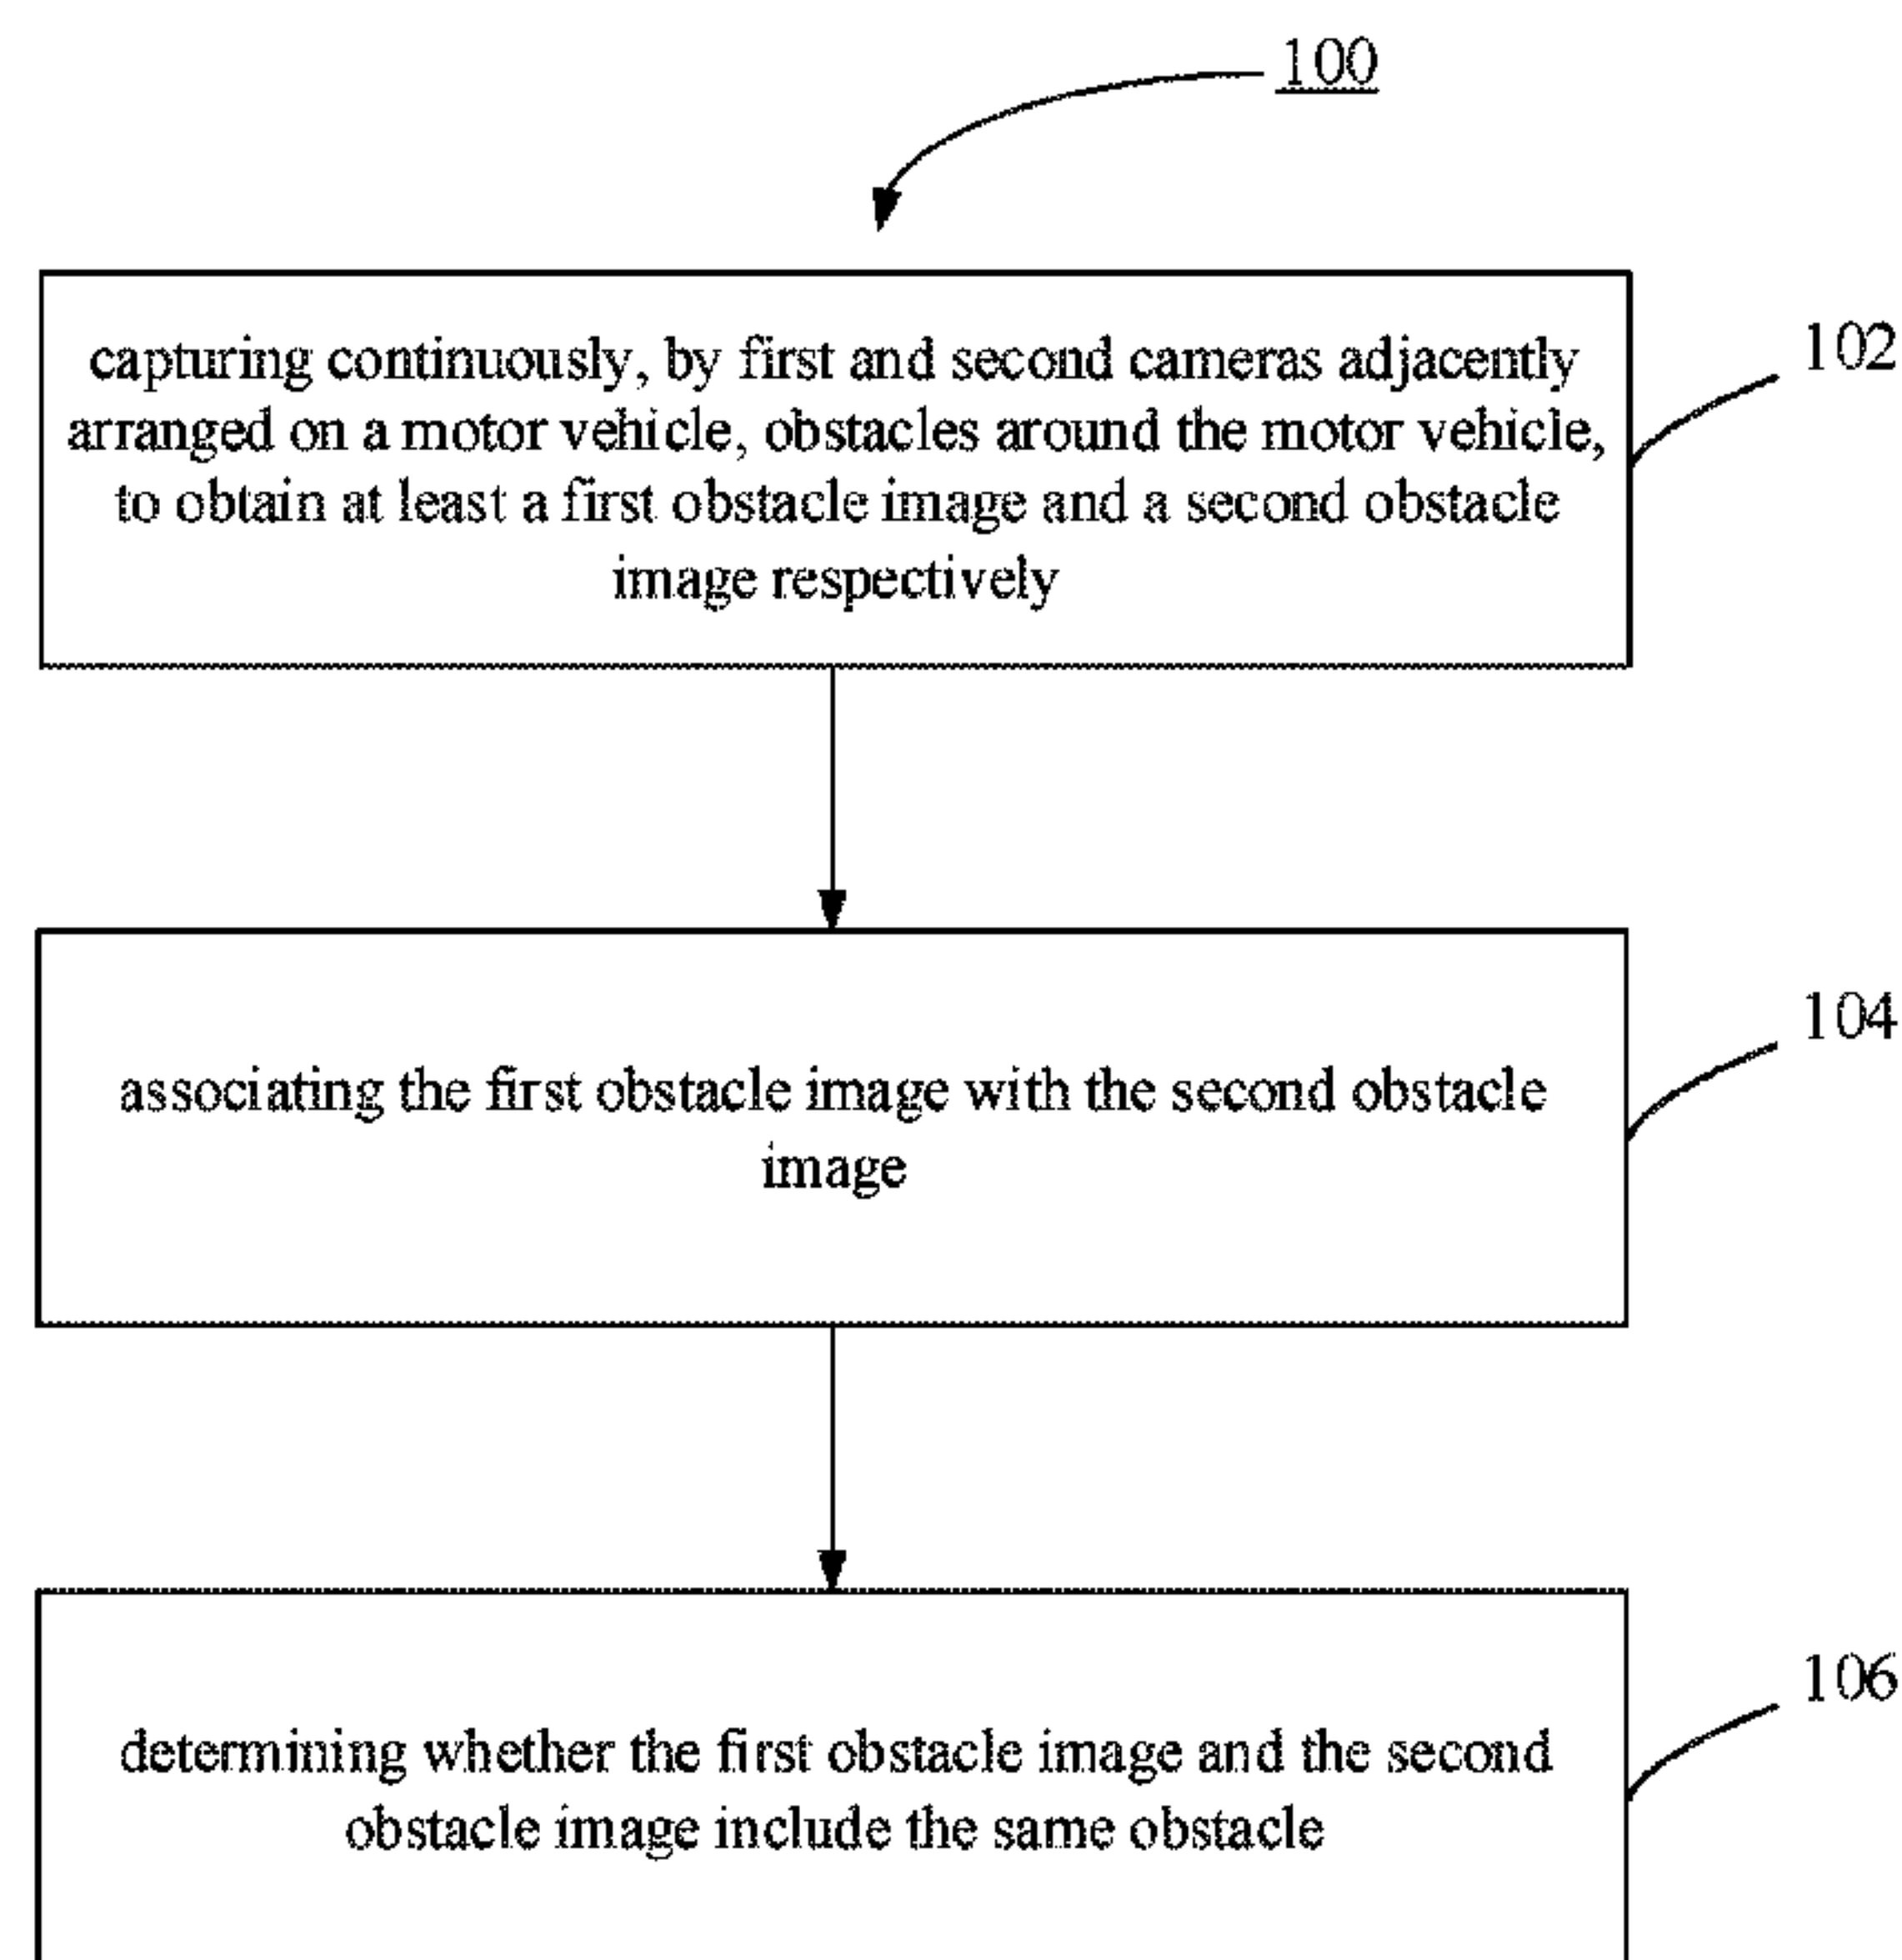 100
capturing continuously, by first and second cameras adjacently
arranged on a motor vehicle, obstacles around the motor vehicle,
to obtain at least a first obstacle image and a second obstacle
image respectively
102
associating the first obstacle image with the second obstacle
image
104
determining whether the first obstacle image and the second
obstacle image include the same obstacle
106